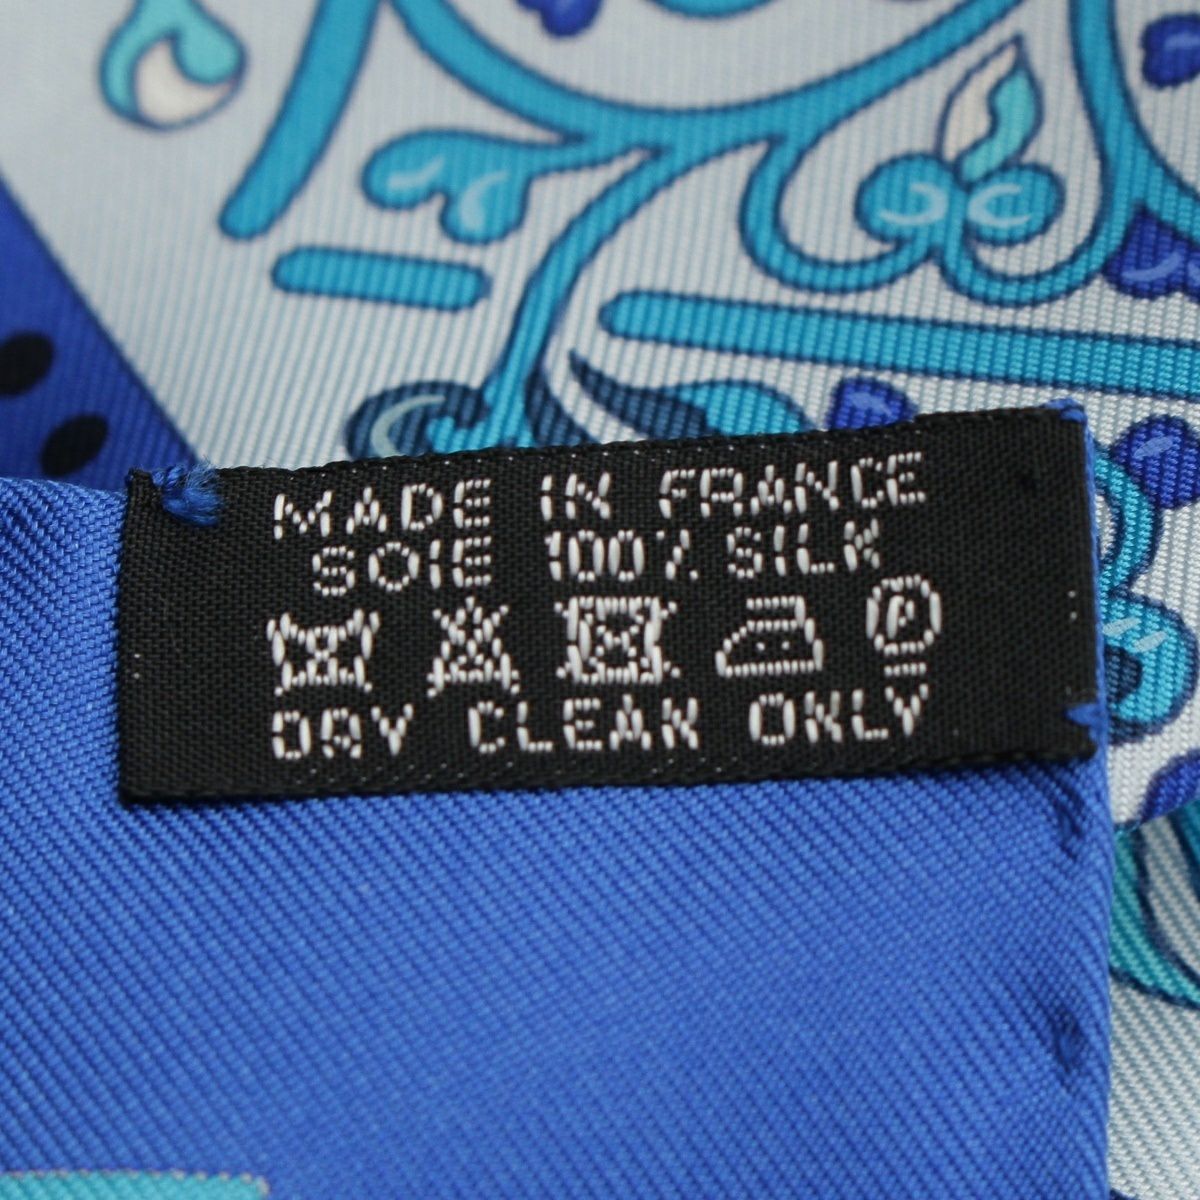 MADE IN FRANCE
SOIE 100% SILK
P
DRY CLEAN ONLY